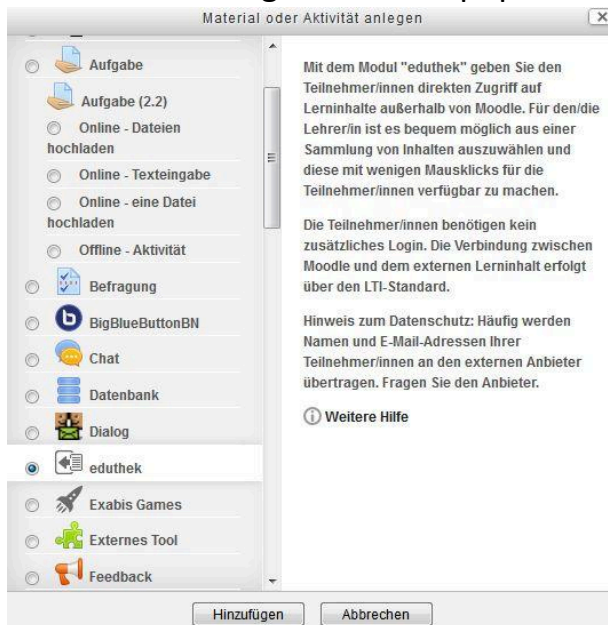 Material oder Aktivität anlegen
Aufgabe
Aufgabe (2.2)
Online - Dateien
hochladen
Online - Texteingabe
Online - eine Datei
hochladen
Offline - Aktivität
Befragung
BigBlueButtonBN
Chat
Datenbank
Dialog
eduthek
Exabis Games
Externes Tool
Feedback
Mit dem Modul "eduthek" geben Sie den
Teilnehmer/innen direkten Zugriff auf
Lerninhalte außerhalb von Moodle. Für den/die
Lehrer/in ist es bequem möglich aus einer
Sammlung von Inhalten auszuwählen und
diese mit wenigen Mausklicks für die
Teilnehmer/innen verfügbar zu machen.
Die Teilnehmer/innen benötigen kein
zusätzliches Login. Die Verbindung zwischen
Moodle und dem externen Lerninhalt erfolgt
über den LTI-Standard.
Hinweis zum Datenschutz: Häufig werden
Namen und E-Mail-Adressen Ihrer
Teilnehmer/innen an den externen Anbieter
übertragen. Fragen Sie den Anbieter.
Weitere Hilfe
Hinzufügen
Abbrechen